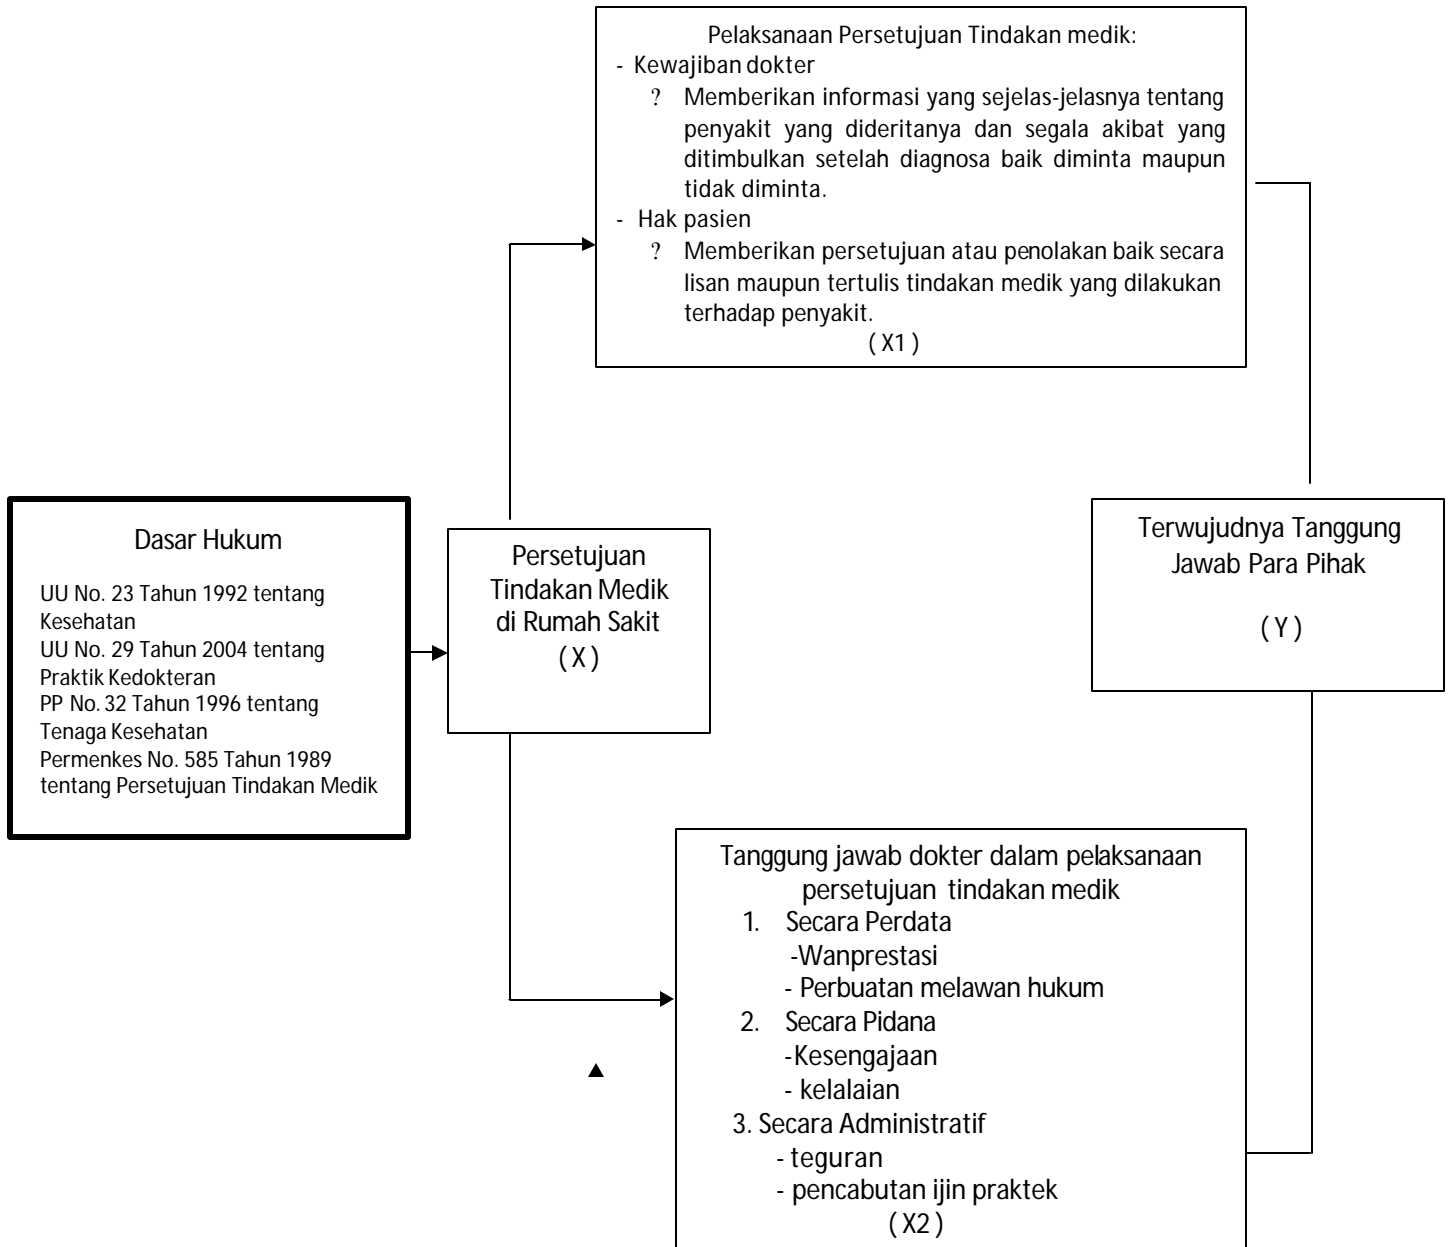 Pelaksanaan Persetujuan Tindakan medik:
- Kewajiban dokter
? Memberikan informasi yang sejelas-jelasnya tentang
penyakit yang dideritanya dan segala akibat yang
ditimbulkan setelah diagnosa baik diminta maupun
tidak diminta.
- Hak pasien
? Memberikan persetujuan atau penolakan baik secara
lisan maupun tertulis tindakan medik yang dilakukan
terhadap penyakit.
( X1 )
Dasar Hukum
UU No. 23 Tahun 1992 tentang
Kesehatan
UU No. 29 Tahun 2004 tentang
Praktik Kedokteran
PP No. 32 Tahun 1996 tentang
Tenaga Kesehatan
Permenkes No. 585 Tahun 1989
tentang Persetujuan Tindakan Medik
Persetujuan
Tindakan Medik
di Rumah Sakit
( X )
Terwujudnya Tanggung
Jawab Para Pihak
( Y )
Tanggung jawab dokter dalam pelaksanaan
persetujuan tindakan medik
1. Secara Perdata
-Wanprestasi
- Perbuatan melawan hukum
2. Secara Pidana
-Kesengajaan
- kelalaian
3. Secara Administratif
- teguran
- pencabutan ijin praktek
( X2 )